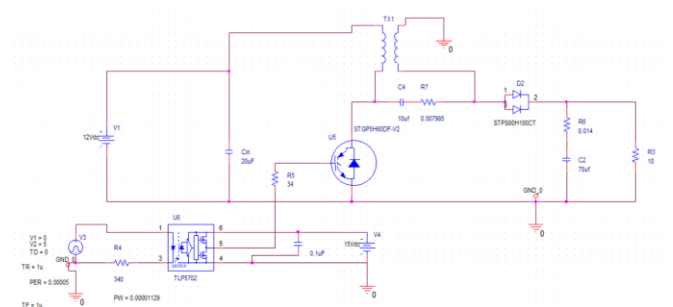 TX1
0
C4
R7
10uf
0.007985
D2
1
2
STPS60H100CT
U5
STGP5H60DF-V2
V1
12Vdc
Cin
20uF
R5
34
R6
0.014
C2
75uf
R3
10
GND_0
0
U6
1
6
5
3
4
TLP5702
V4
15Vdc
0.1uF
0
V1 = 0
V2 = 5
TD = 0
V3
GND_0
TR = 1u
PER = 0.00005
R4
340
PW = 0.00001129
TF = 1u
0